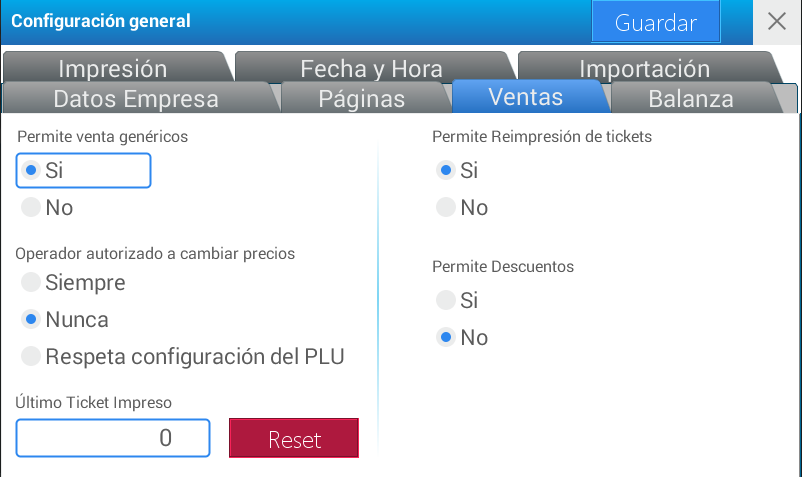 Configuración general
Guardar
Impresión
Fecha y Hora
Importación
Datos Empresa
Páginas
Ventas
Balanza
Permite venta genéricos
Si
No
Operador autorizado a cambiar precios
Siempre
Nunca
Respeta configuración del PLU
Último Ticket Impreso
0
Reset
Permite Reimpresión de tickets
Si
No
Permite Descuentos
Si
No